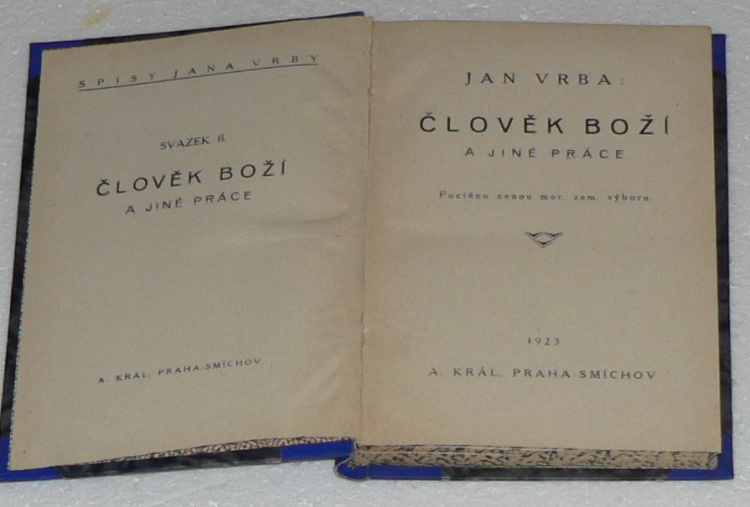 SPISY JANA VRBY
SVAZEK II.
ČLOVĚK BOŽÍ
A JINÉ PRÁCE
A. KRÁL, PRAHA-SMÍCHOV
JAN VRBA:
ČLOVĚK BOŽÍ
A JINÉ PRÁCE
Poctěno cenou mor. zem. výboru.
1923
A. KRÁL, PRAHA-SMÍCHOV